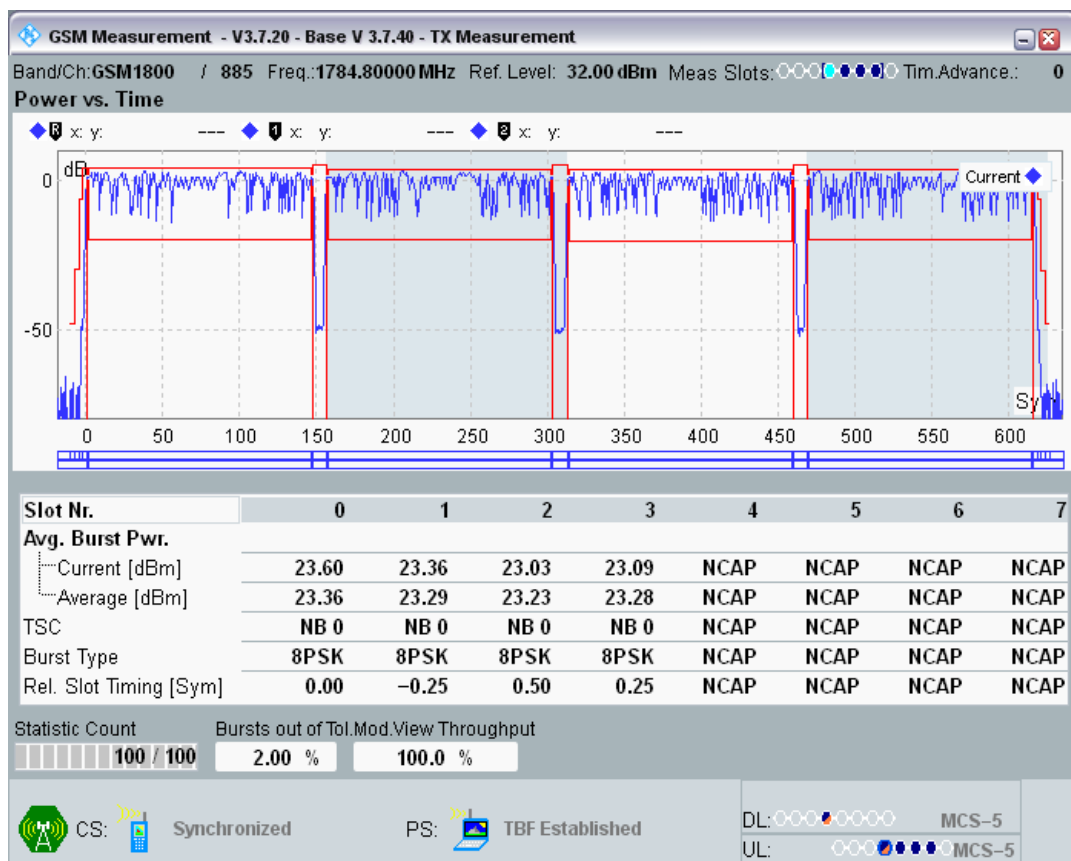 GSM Measurement - V3.7.20 - Base V 3.7.40 - TX Measurement
Band/Ch:GSM1800 / 885 Freq.:1784.80000 MHz Ref. Level: 32.00 dBm Meas Slots: Tim.Advance.: 0
Power vs. Time
R x: y: --- 1 x: y: --- 2 x: y: ---
dB
Current
0
-50
Sy
0 50 100 150 200 250 300 350 400 450 500 550 600
Slot Nr. 0 1 2 3 4 5 6 7
Avg. Burst Pwr.
Current [dBm] 23.60 23.36 23.03 23.09 NCAP NCAP NCAP NCAP
Average [dBm] 23.36 23.29 23.23 23.28 NCAP NCAP NCAP NCAP
TSC NB 0 NB 0 NB 0 NB 0 NCAP NCAP NCAP NCAP
Burst Type 8PSK 8PSK 8PSK 8PSK NCAP NCAP NCAP NCAP
Rel. Slot Timing [Sym] 0.00 −0.25 0.50 0.25 NCAP NCAP NCAP NCAP
Statistic Count Bursts out of Tol.Mod.View Throughput
100 / 100 2.00 % 100.0 %
DL: MCS−5
CS: Synchronized PS: TBF Established
UL: MCS−5